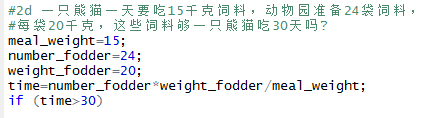 #2d 一只熊猫一天要吃15千克饲料，动物园准备24袋饲料，
#每袋20千克，这些饲料够一只熊猫吃30天吗？
meal_weight=15;
number_fodder=24;
weight_fodder=20;
time=number_fodder*weight_fodder/meal_weight;
if (time>30)